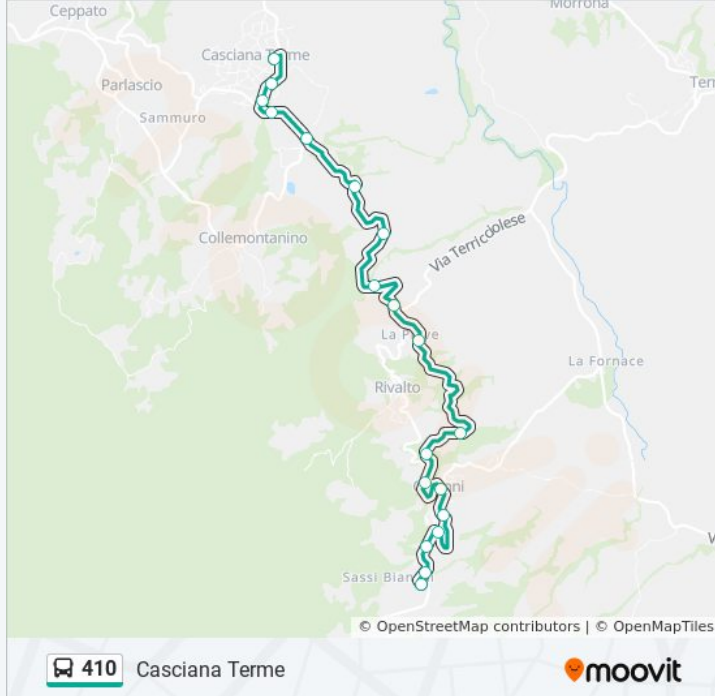 Ceppato
Morrona
Casciana Terme
Parlascio
Sammuro
Collemontanino
Via Terricciolese
La Pieve
La Fornace
Rivalto
Sassi Bian
© OpenStreetMap contributors | © OpenMapTiles
410 Casciana Terme
moovit